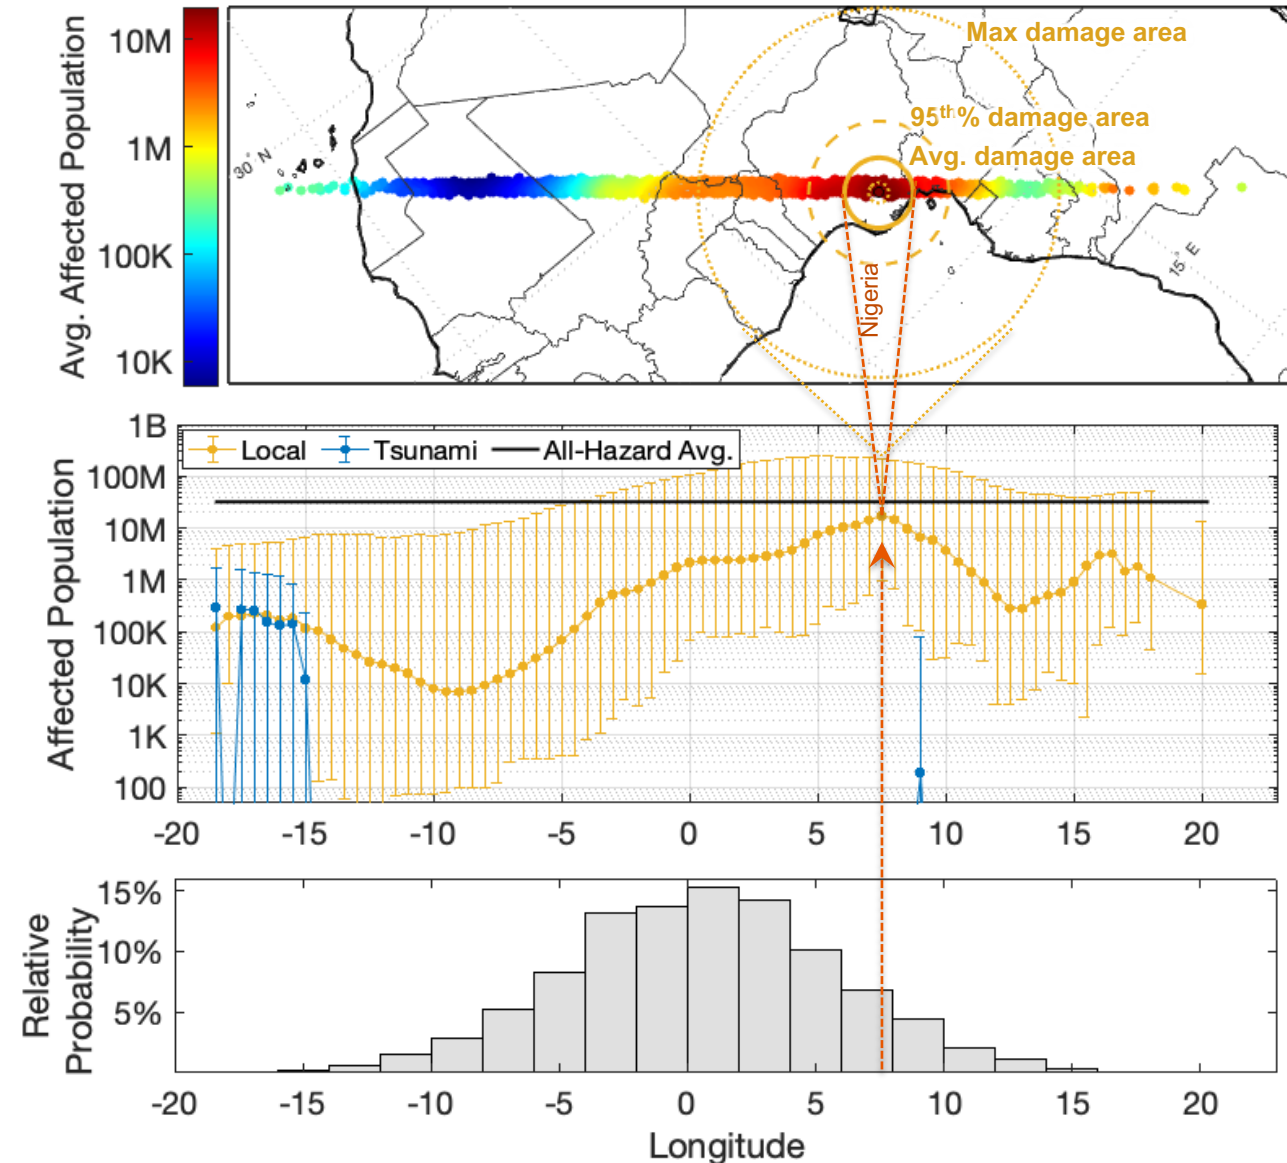 Avg. Affected Population
10M
1M
100K
10K
Max damage area
95th% damage area
Avg. damage area
30° N
15° E
Nigeria
Affected Population
1B
100M
10M
1M
100K
10K
1K
100
Local Tsunami All-Hazard Avg.
-20 -15 -10 -5 0 5 10 15 20
Relative
Probability
15%
10%
5%
-20 -15 -10 -5 0 5 10 15 20
Longitude